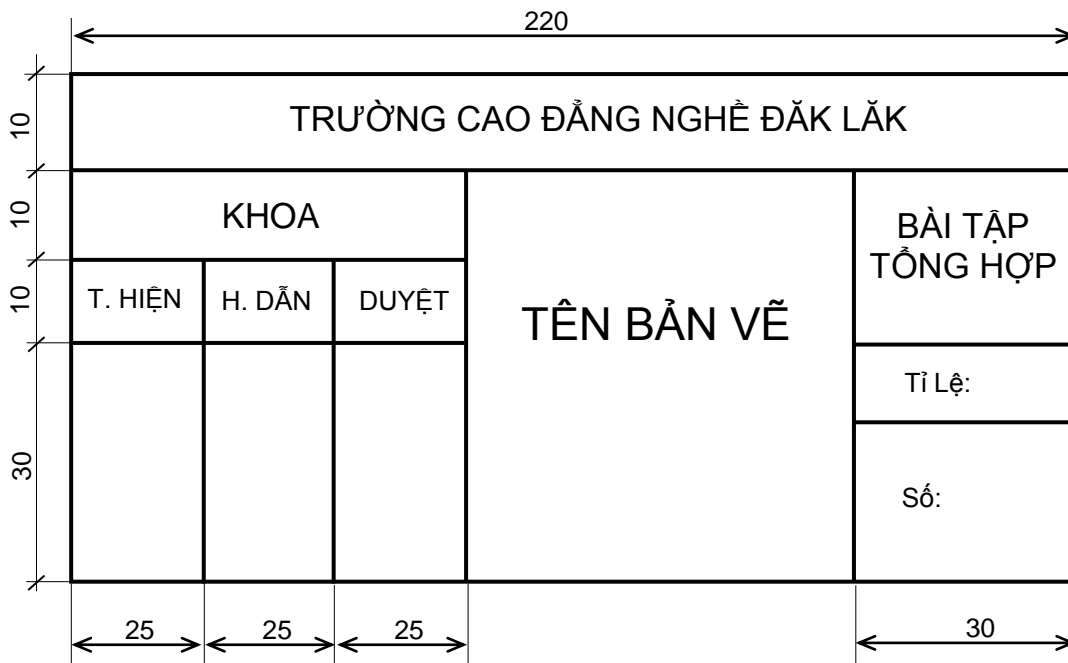 220
TRƯỜNG CAO ĐẲNG NGHỀ ĐĂK LĂK
10
KHOA
10
BÀI TẬP
TỔNG HỢP
T. HIỆN H. DẪN DUYỆT
10
TÊN BẢN VẼ
Tỉ Lệ:
30
Số:
25 25 25 30